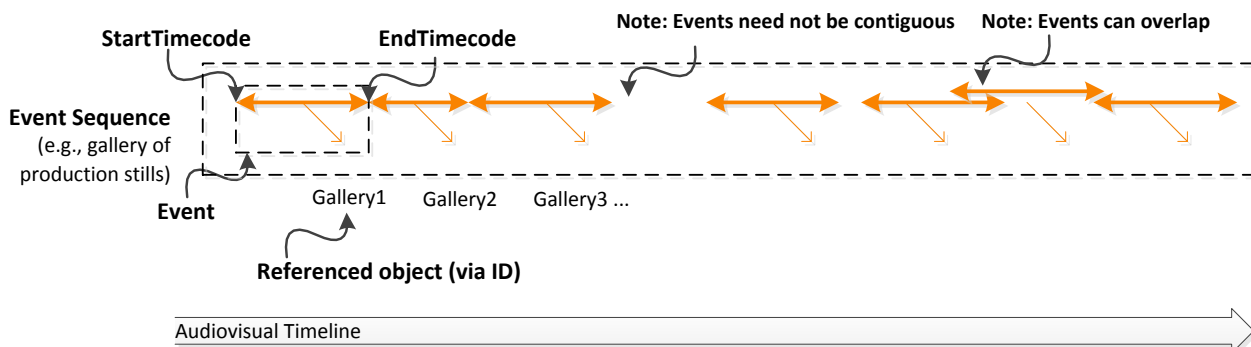 Note: Events need not be contiguous
Note: Events can overlap
StartTimecode
EndTimecode
Event Sequence
(e.g., gallery of
production stills)
Event
Gallery1
Gallery2
Gallery3 ...
Referenced object (via ID)
Audiovisual Timeline